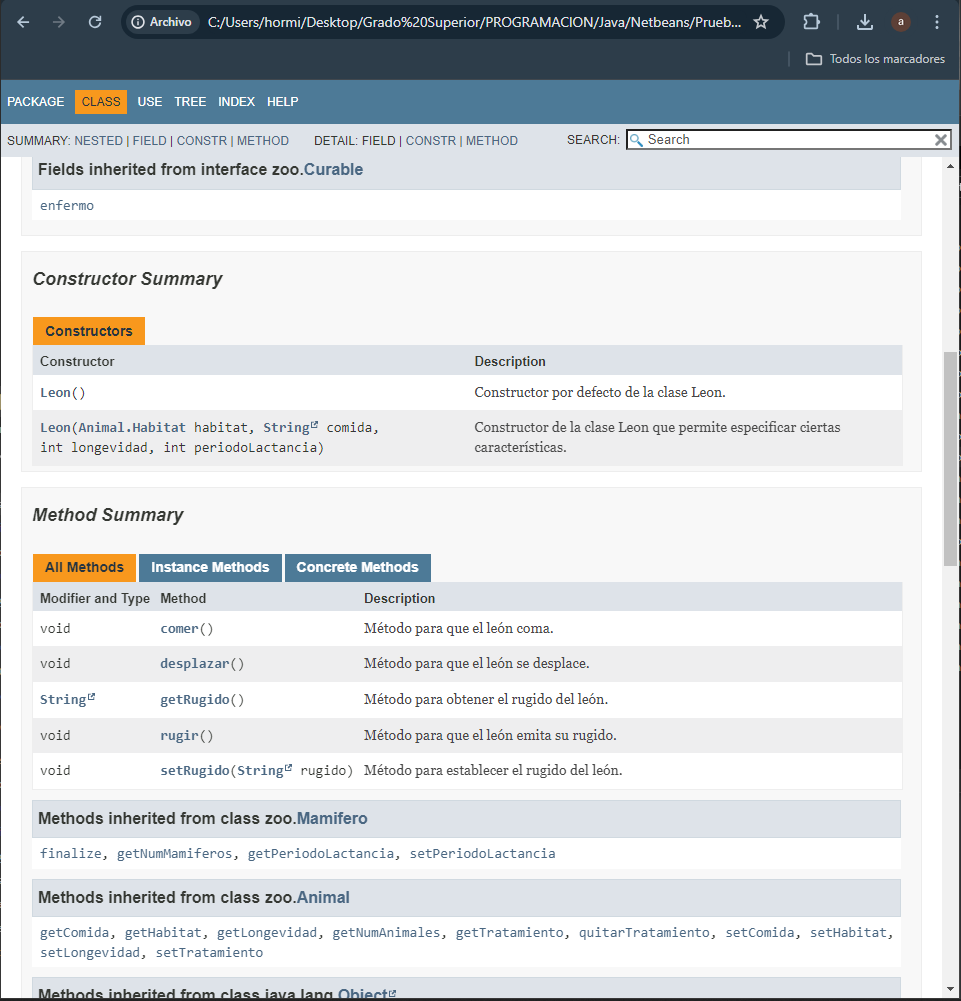 Archivo C:/Users/hormi/Desktop/Grado%20Superior/PROGRAMACION/Java/Netbeans/Prueb... a
Todos los marcadores
PACKAGE CLASS USE TREE INDEX HELP
SUMMARY: NESTED | FIELD | CONSTR | METHOD DETAIL: FIELD | CONSTR | METHOD SEARCH: Search
Fields inherited from interface zoo.Curable
enfermo
Constructor Summary
Constructors
Constructor Description
Leon() Constructor por defecto de la clase Leon.
Leon(Animal.Habitat habitat, String comida, Constructor de la clase Leon que permite especificar ciertas
int longevidad, int periodoLactancia) características.
Method Summary
All Methods Instance Methods Concrete Methods
Modifier and Type Method Description
void comer() Método para que el león coma.
void desplazar() Método para que el león se desplace.
String getRugido() Método para obtener el rugido del león.
void rugir() Método para que el león emita su rugido.
void setRugido(String rugido) Método para establecer el rugido del león.
Methods inherited from class zoo.Mamifero
finalize, getNumMamiferos, getPeriodoLactancia, setPeriodoLactancia
Methods inherited from class zoo.Animal
getComida, getHabitat, getLongevidad, getNumAnimales, getTratamiento, quitarTratamiento, setComida, setHabitat,
setLongevidad, setTratamiento
Methods inherited from class java.lang.Object